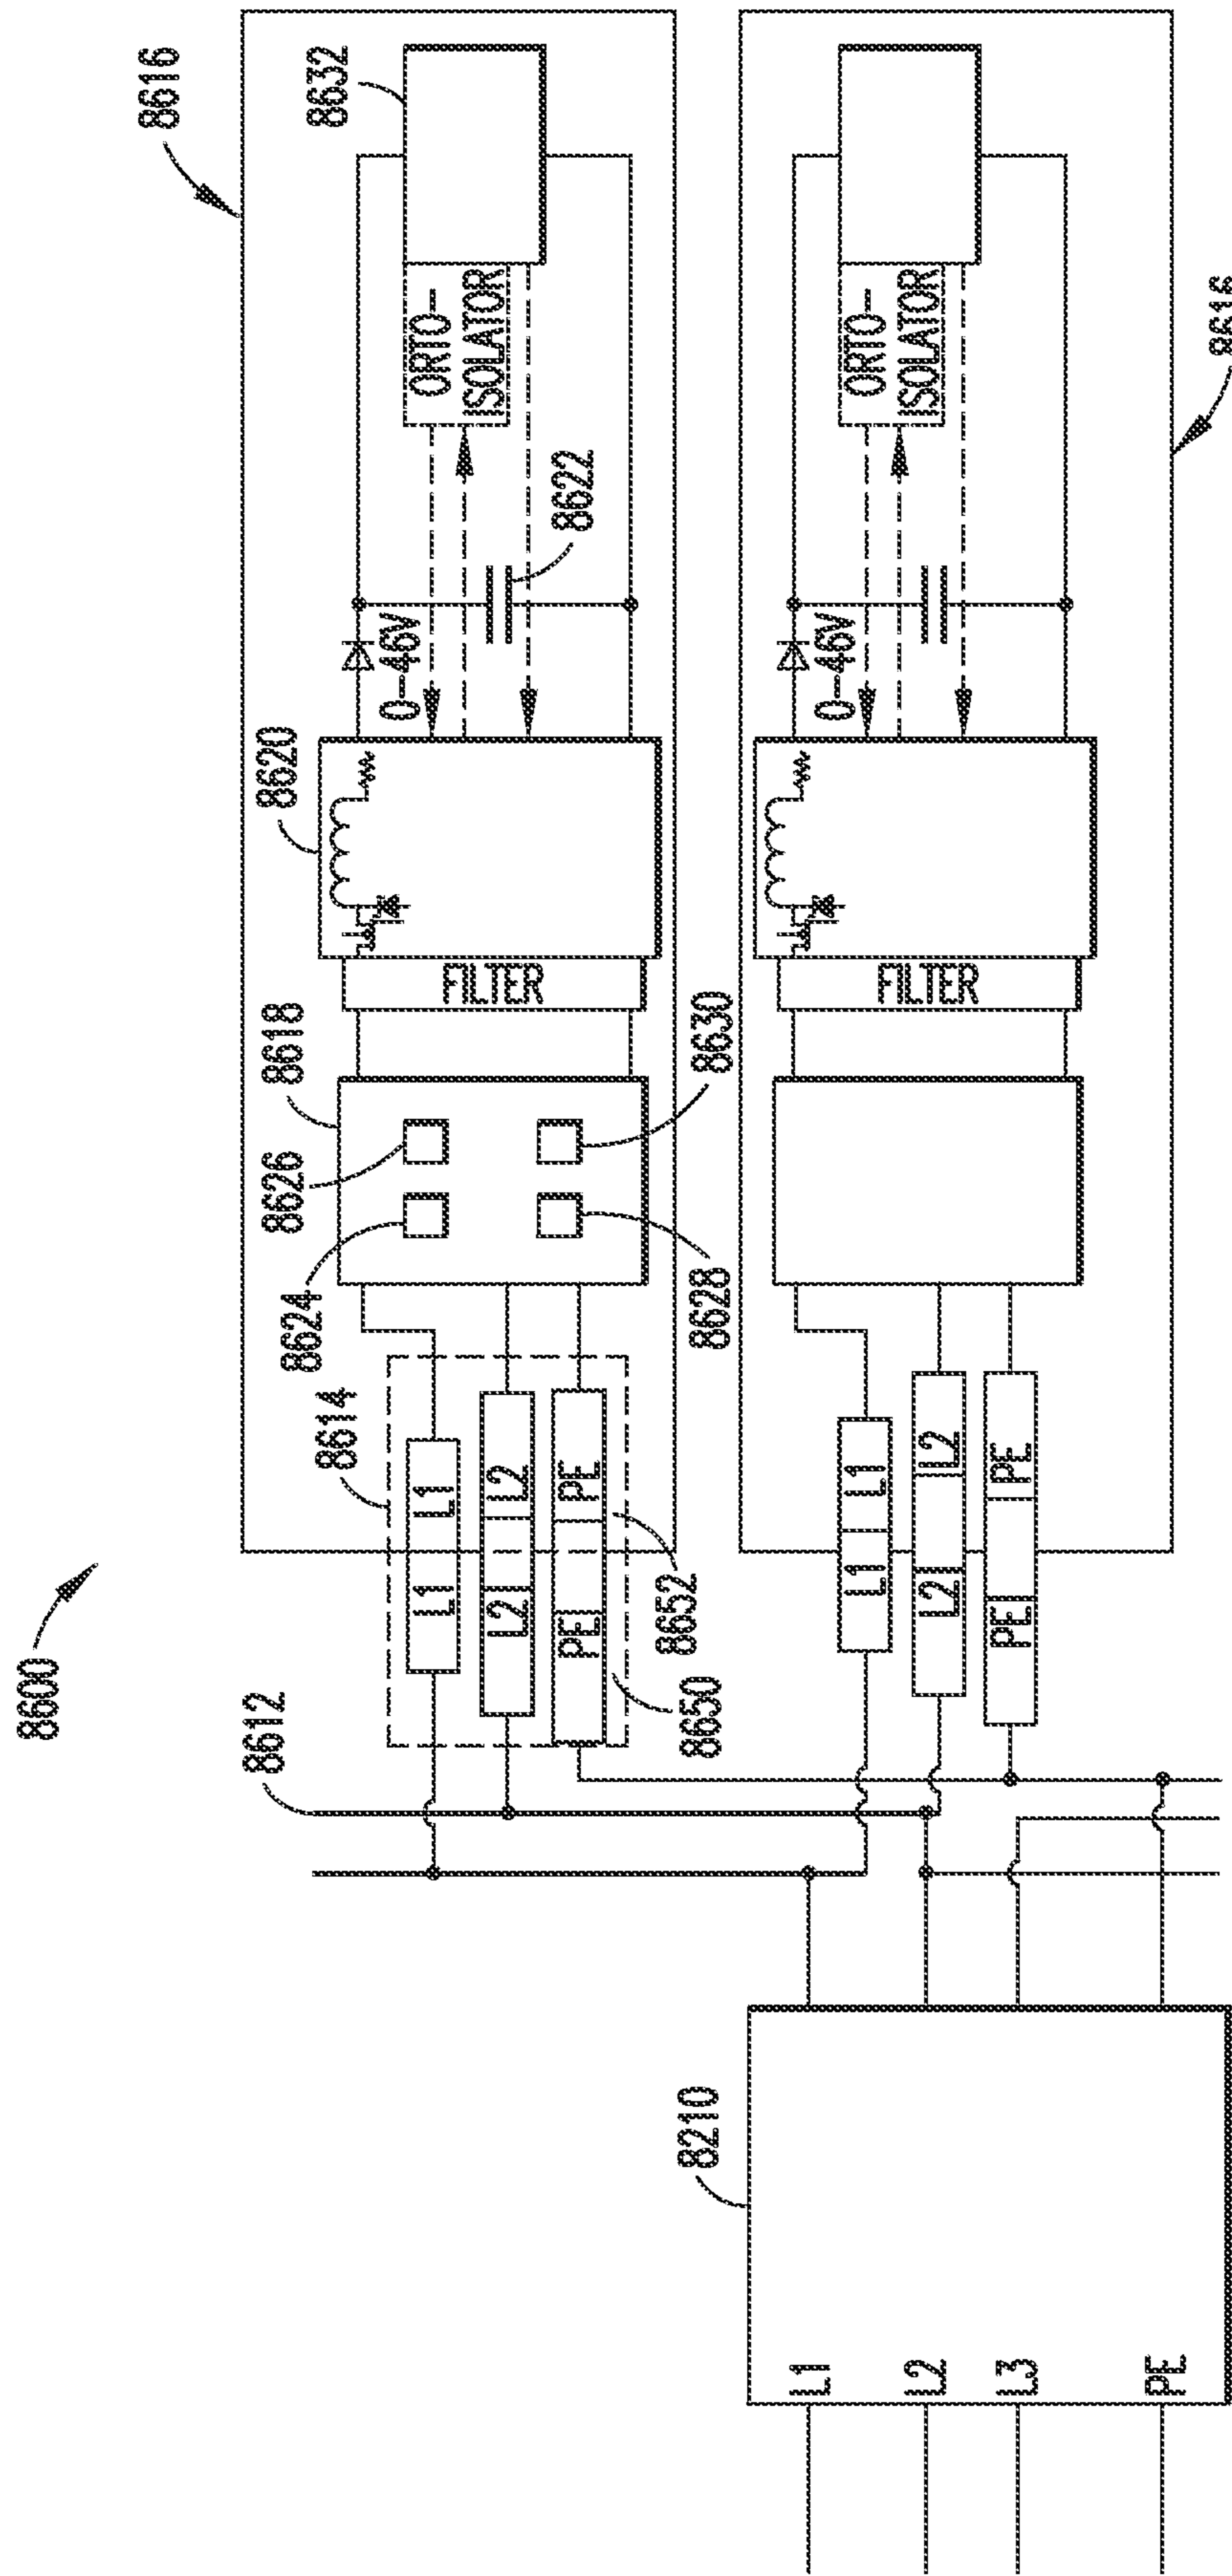 8600
8616
8612
8614
8624
8626
8618
8620
8632
L1 L1
L2 L2
PE PE
8650
8652
8628
8630
FILTER
0–46V
8622
ORTO–
ISOLATOR
8210
L1
L2
L3
PE
L1 L1
L2 L2
PE PE
FILTER
0–46V
ORTO–
ISOLATOR
8616